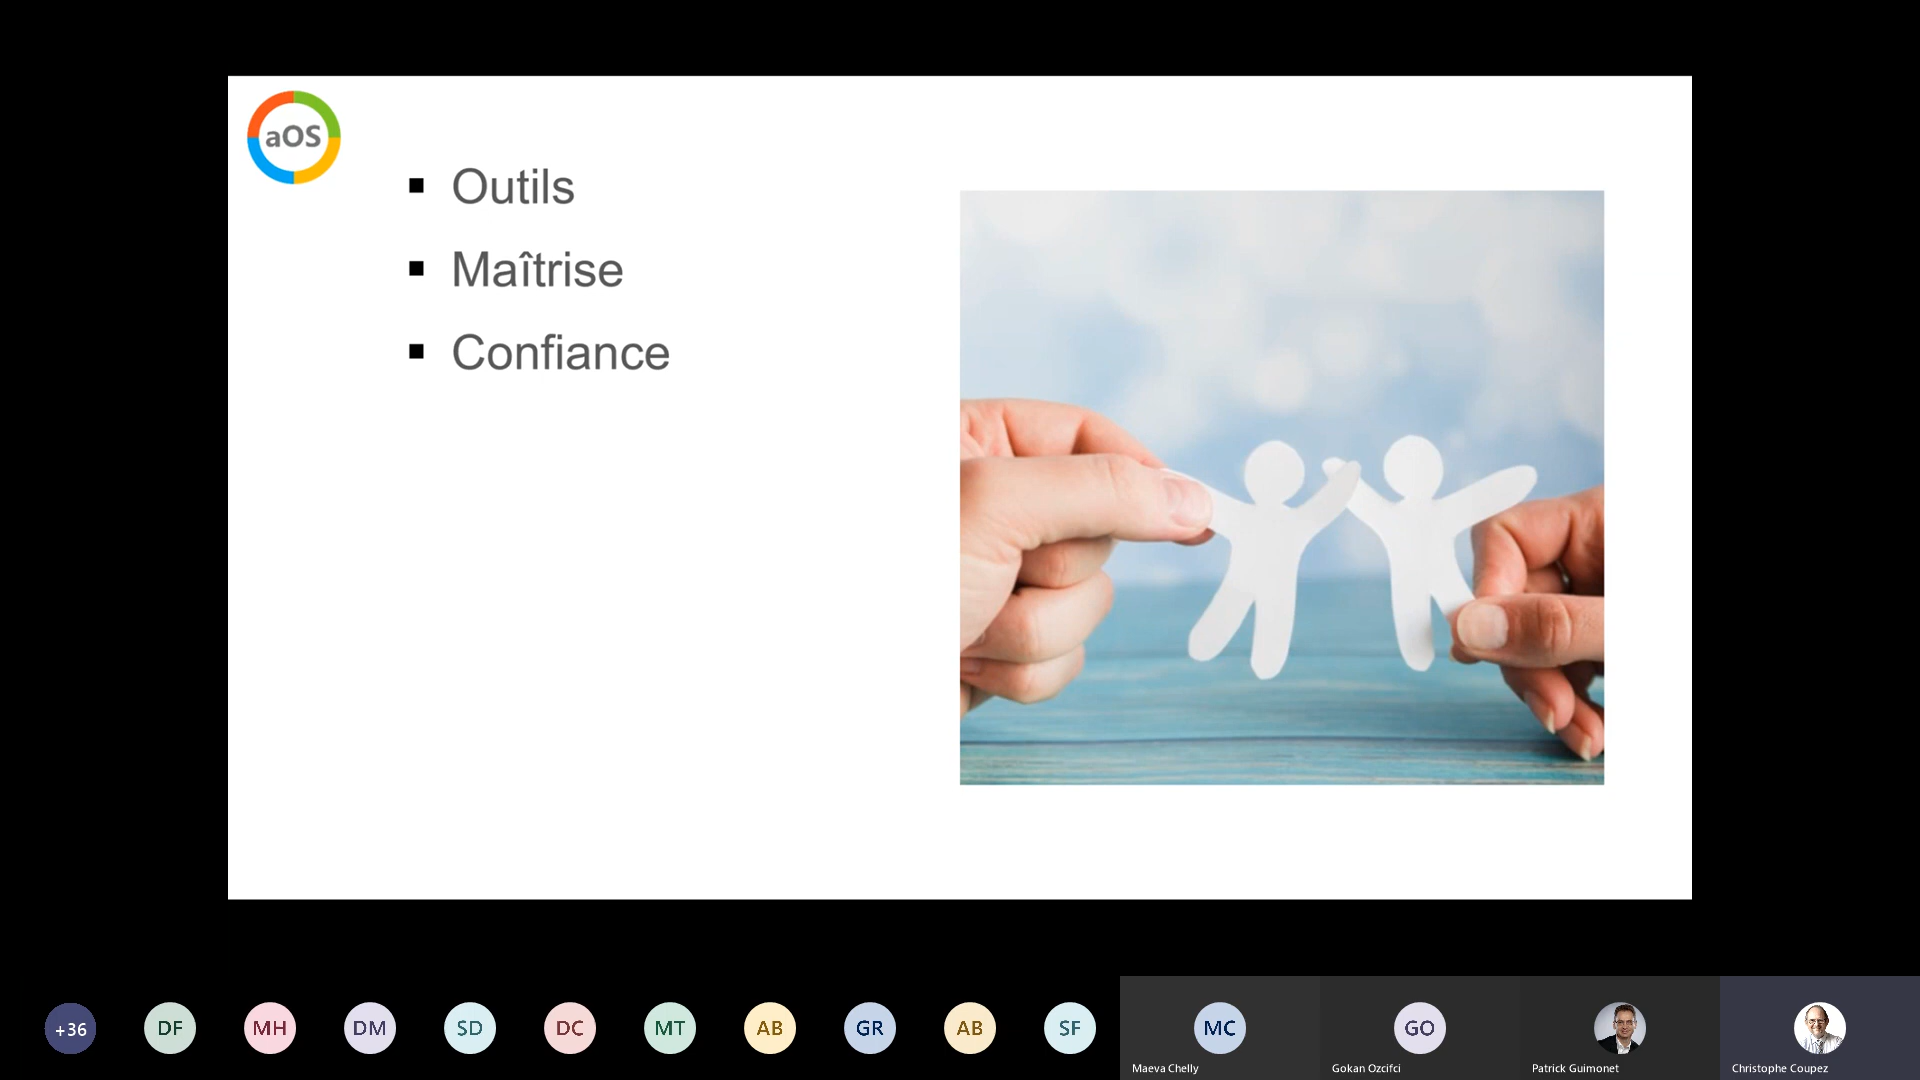 aOS
Outils
Maîtrise
Confiance
+36
DF
MH
DM
SD
DC
MT
AB
GR
AB
SF
MC
GO
Maeva Chelly
Gokan Ozcifci
Patrick Guimonet
Christophe Coupez